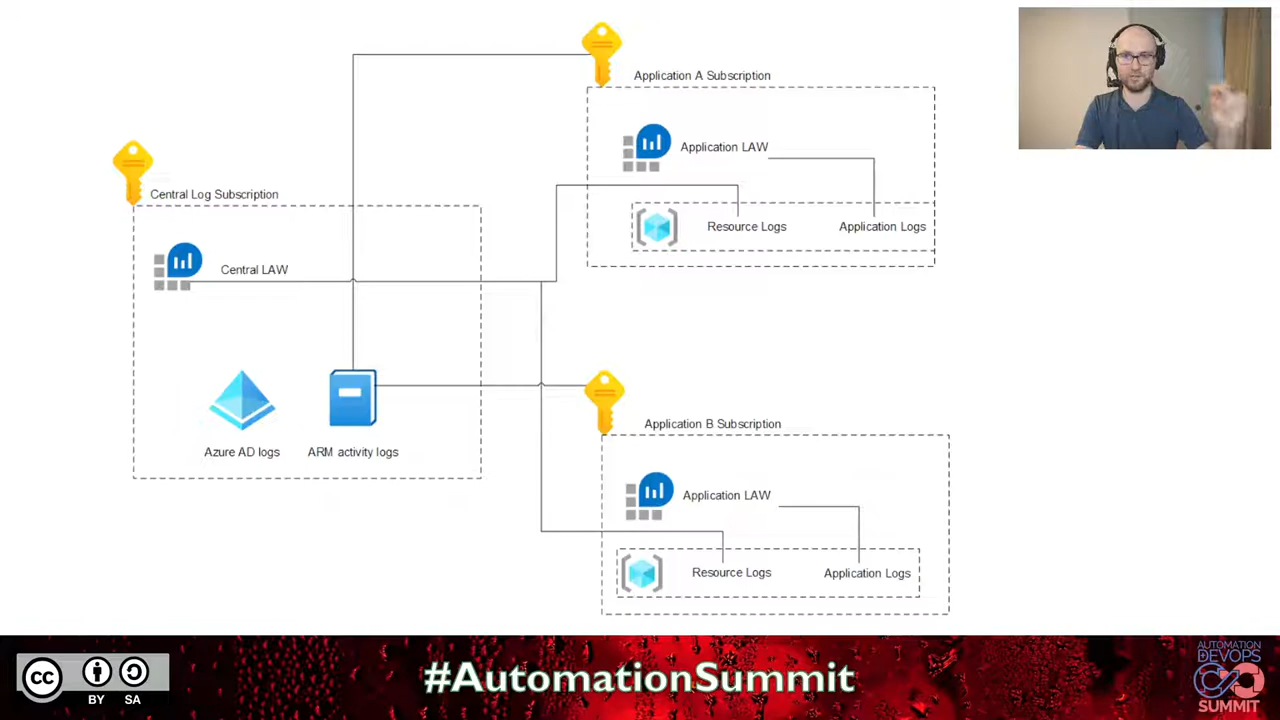 Application A Subscription
Application LAW
Resource Logs
Application Logs
Central Log Subscription
Central LAW
Azure AD logs
ARM activity logs
Application B Subscription
Application LAW
Resource Logs
Application Logs
cc
BY
SA
#AutomationSummit
AUTOMATION
DEVOPS
SUMMIT